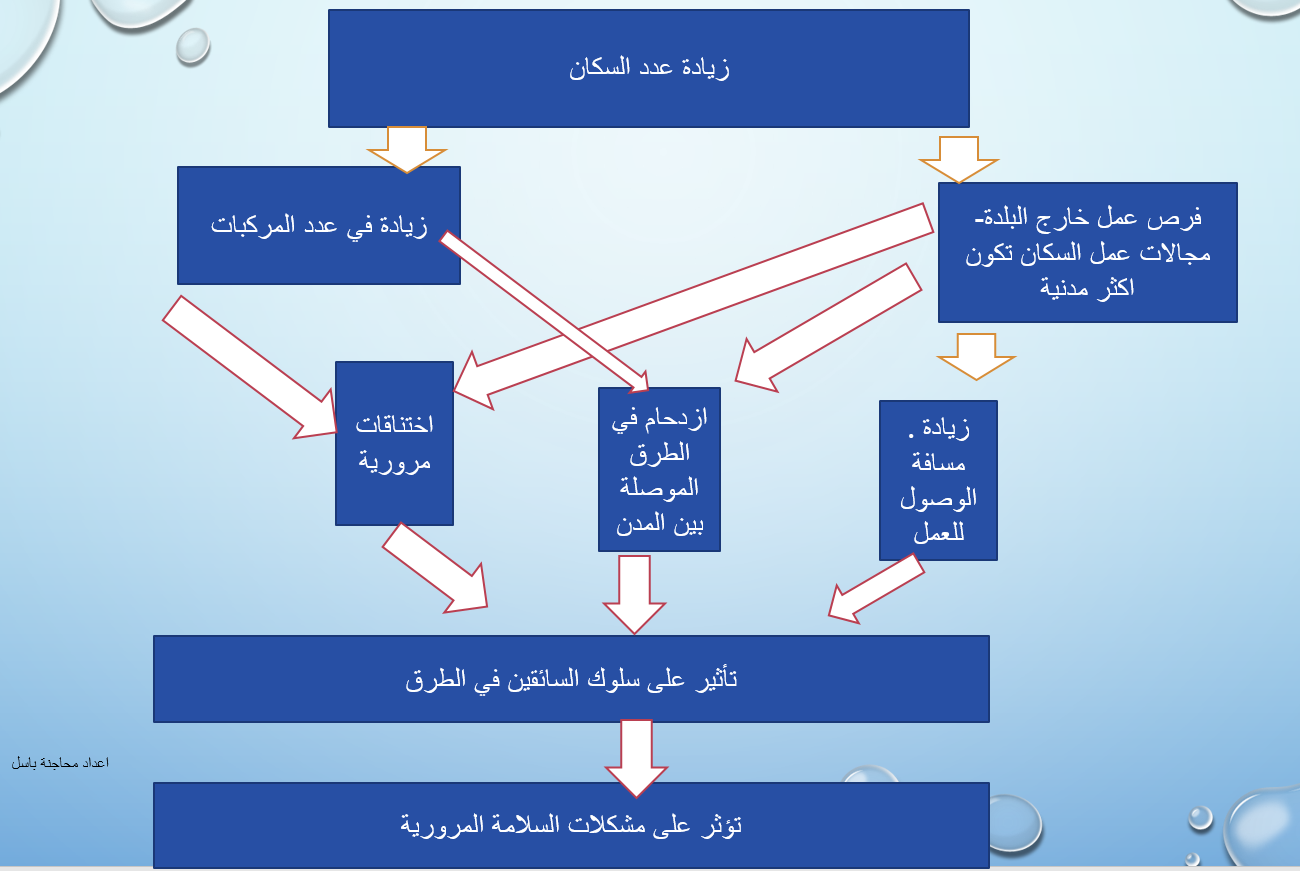 زيادة عدد السكان
فرص عمل خارج البلدة-
مجالات عمل السكان تكون
اكثر مدنية
زيادة في عدد المركبات
زيادة .
مسافة
الوصول
للعمل
ازدحام في
الطرق
الموصلة
بين المدن
اختناقات
مرورية
تأثير على سلوك السائقين في الطرق
اعداد محاجنة باسل
تؤثر على مشكلات السلامة المرورية